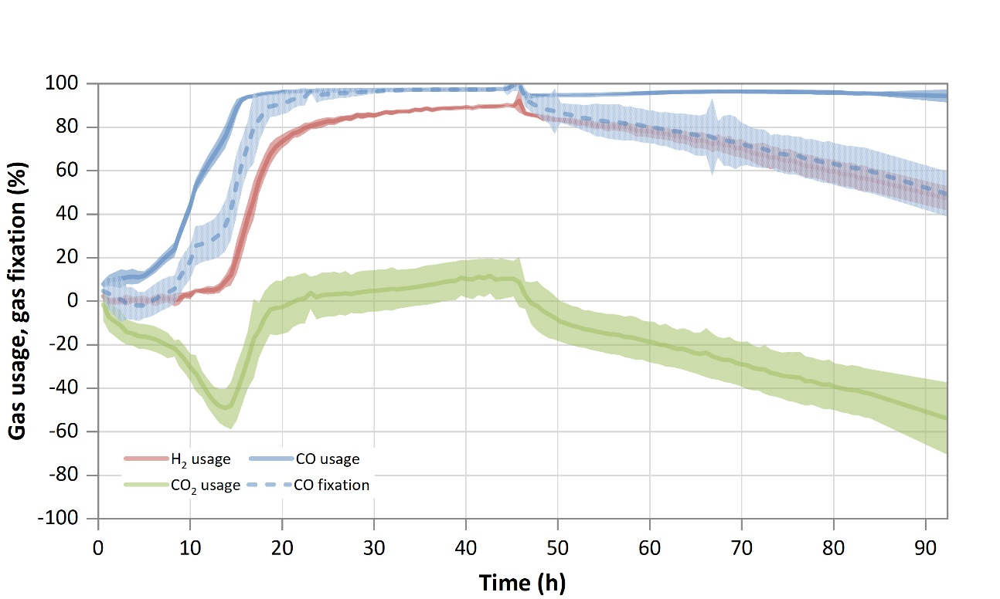 Gas usage, gas fixation (%)
100
80
60
40
20
0
-20
-40
-60
-80
-100
H2 usage CO usage
CO2 usage CO fixation
0 10 20 30 40 50 60 70 80 90
Time (h)